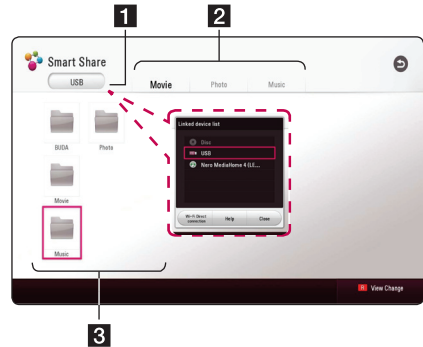 1
2
Smart Share
USB
Movie Photo Music
Linked device list
Disc
USB
Nero MediaHome 4 (LE...
Wi-Fi Direct connection Help Close
BUDA Photo
Movie
Music
R View Change
3